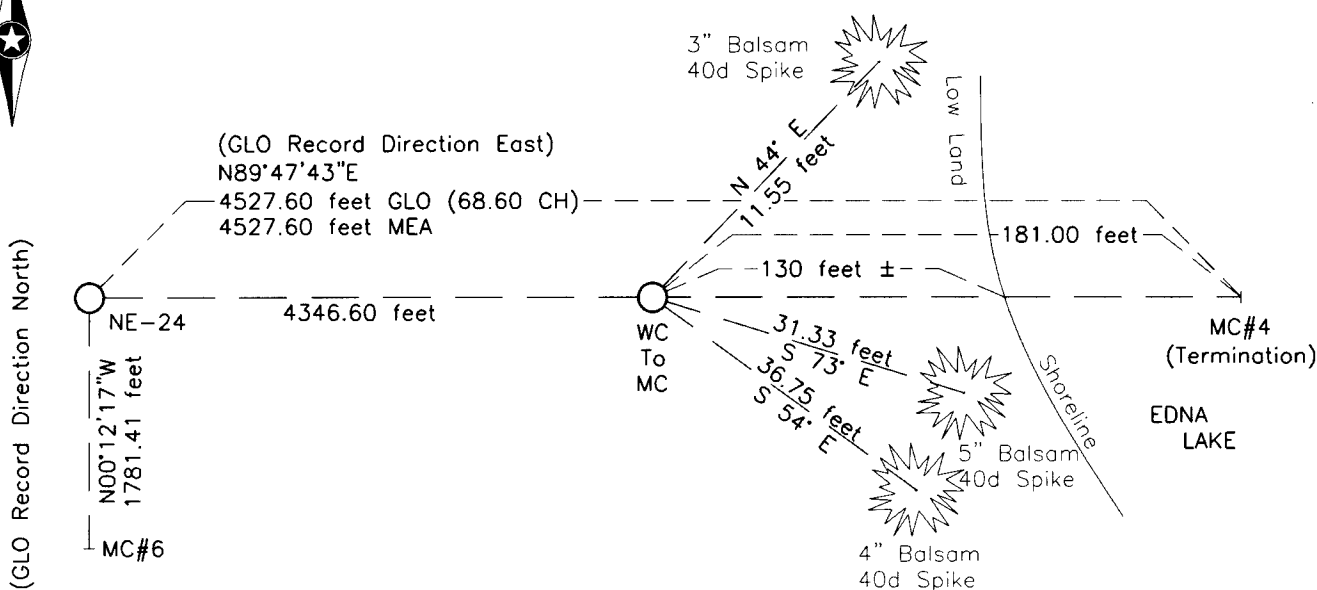 3" Balsam
40d Spike
Low Land
(GLO Record Direction East)
N89°47'43"E
4527.60 feet GLO (68.60 CH)
4527.60 feet MEA
N 44° E
11.55 feet
181.00 feet
130 feet ±
(GLO Record Direction North)
NE-24
4346.60 feet
WC
To
MC
MC#4
(Termination)
31.33 feet
S 73° E
36.75 feet
S 54° E
Shoreline
EDNA
LAKE
N00°12'17"W
1781.41 feet
MC#6
5" Balsam
40d Spike
4" Balsam
40d Spike